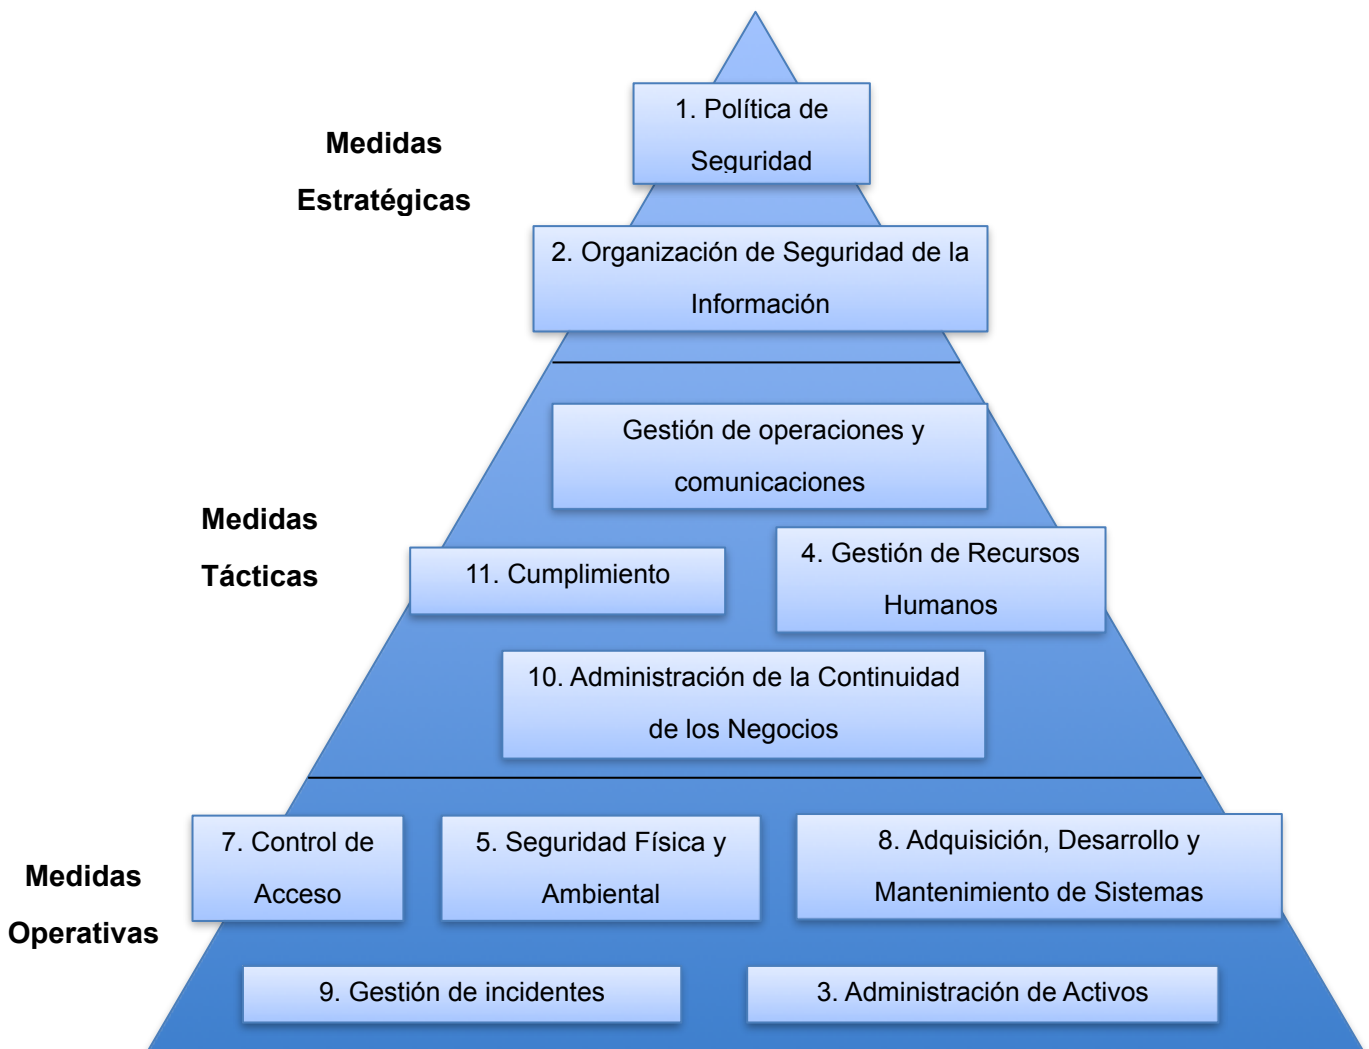 Medidas
Estratégicas
1. Política de
Seguridad
2. Organización de Seguridad de la
Información
Medidas
Tácticas
Gestión de operaciones y
comunicaciones
11. Cumplimiento
4. Gestión de Recursos
Humanos
10. Administración de la Continuidad
de los Negocios
Medidas
Operativas
7. Control de
Acceso
5. Seguridad Física y
Ambiental
8. Adquisición, Desarrollo y
Mantenimiento de Sistemas
9. Gestión de incidentes
3. Administración de Activos